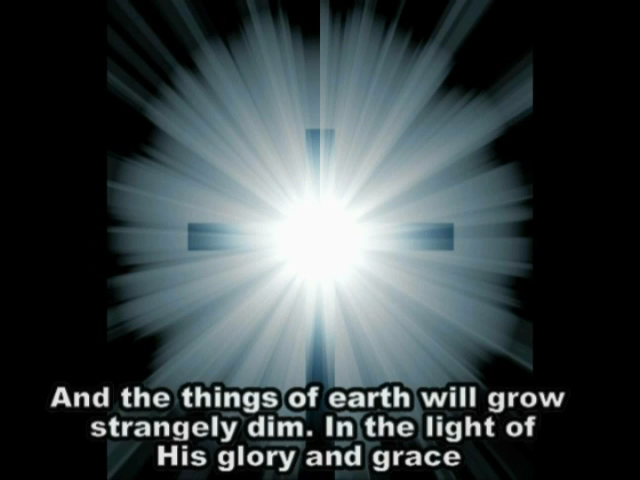 And the things of earth will grow
strangely dim. In the light of
His glory and grace